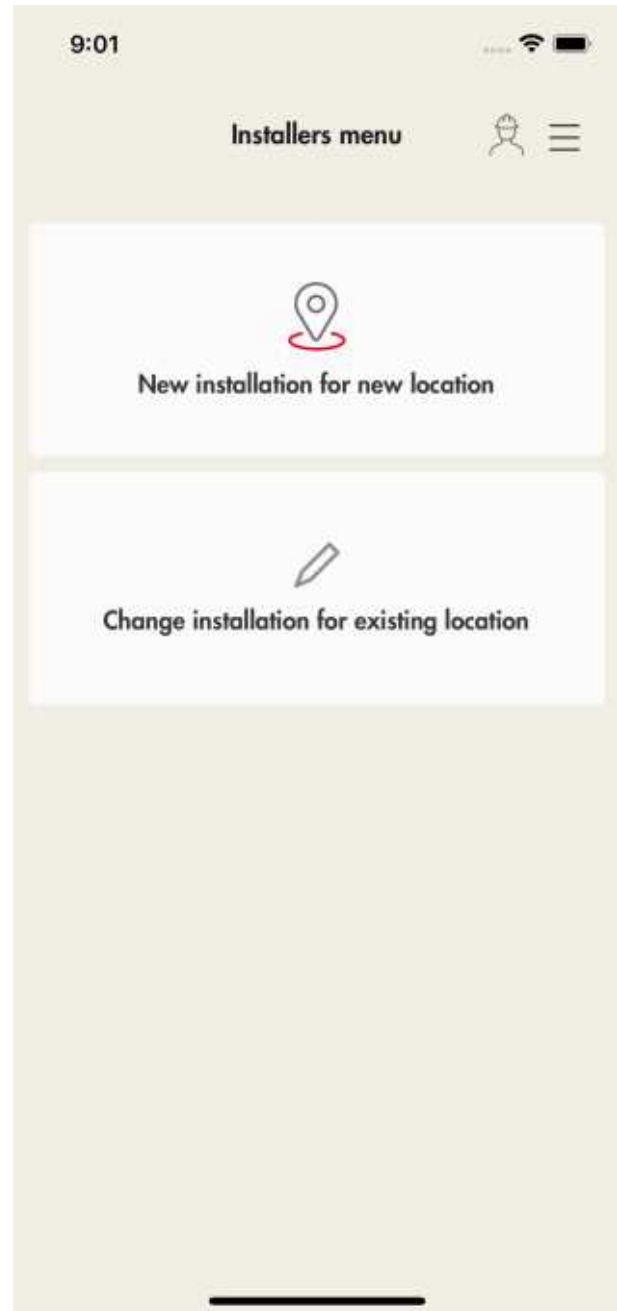 9:01
Installers menu
New installation for new location
Change installation for existing location